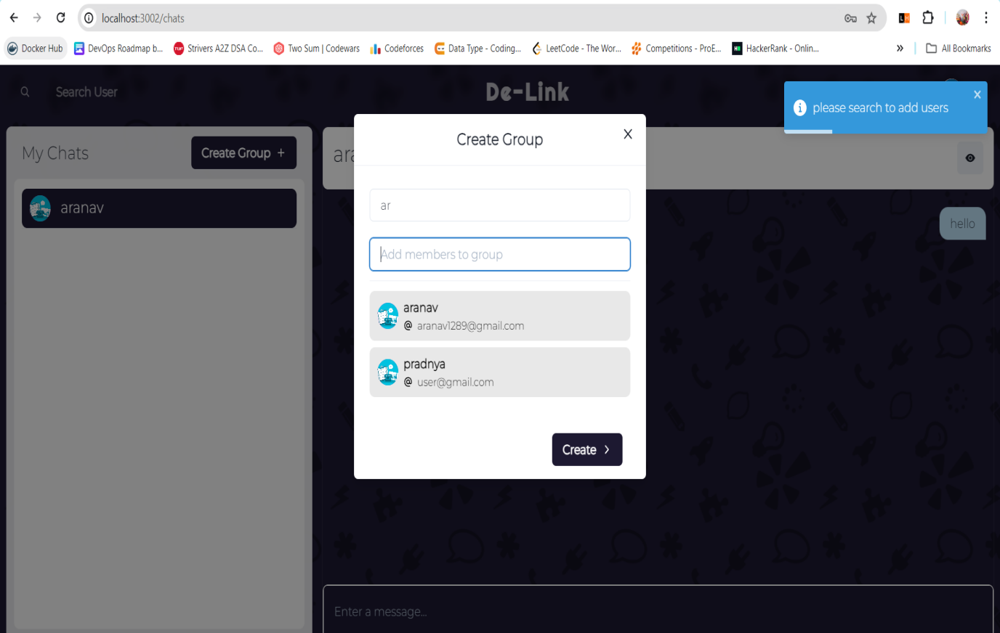 localhost:3002/chats
Docker Hub
DevOps Roadmap b...
TUF
Strivers A2Z DSA Co...
Two Sum | Codewars
Codeforces
Data Type - Coding...
LeetCode - The Wor...
Competitions - ProE...
HackerRank - Onlin...
»
All Bookmarks
Search User
De-Link
please search to add users
X
My Chats
Create Group +
aranav
ara
hello
Create Group
X
ar
Add members to group
aranav
@ aranav1289@gmail.com
pradnya
@ user@gmail.com
Create >
Enter a message...